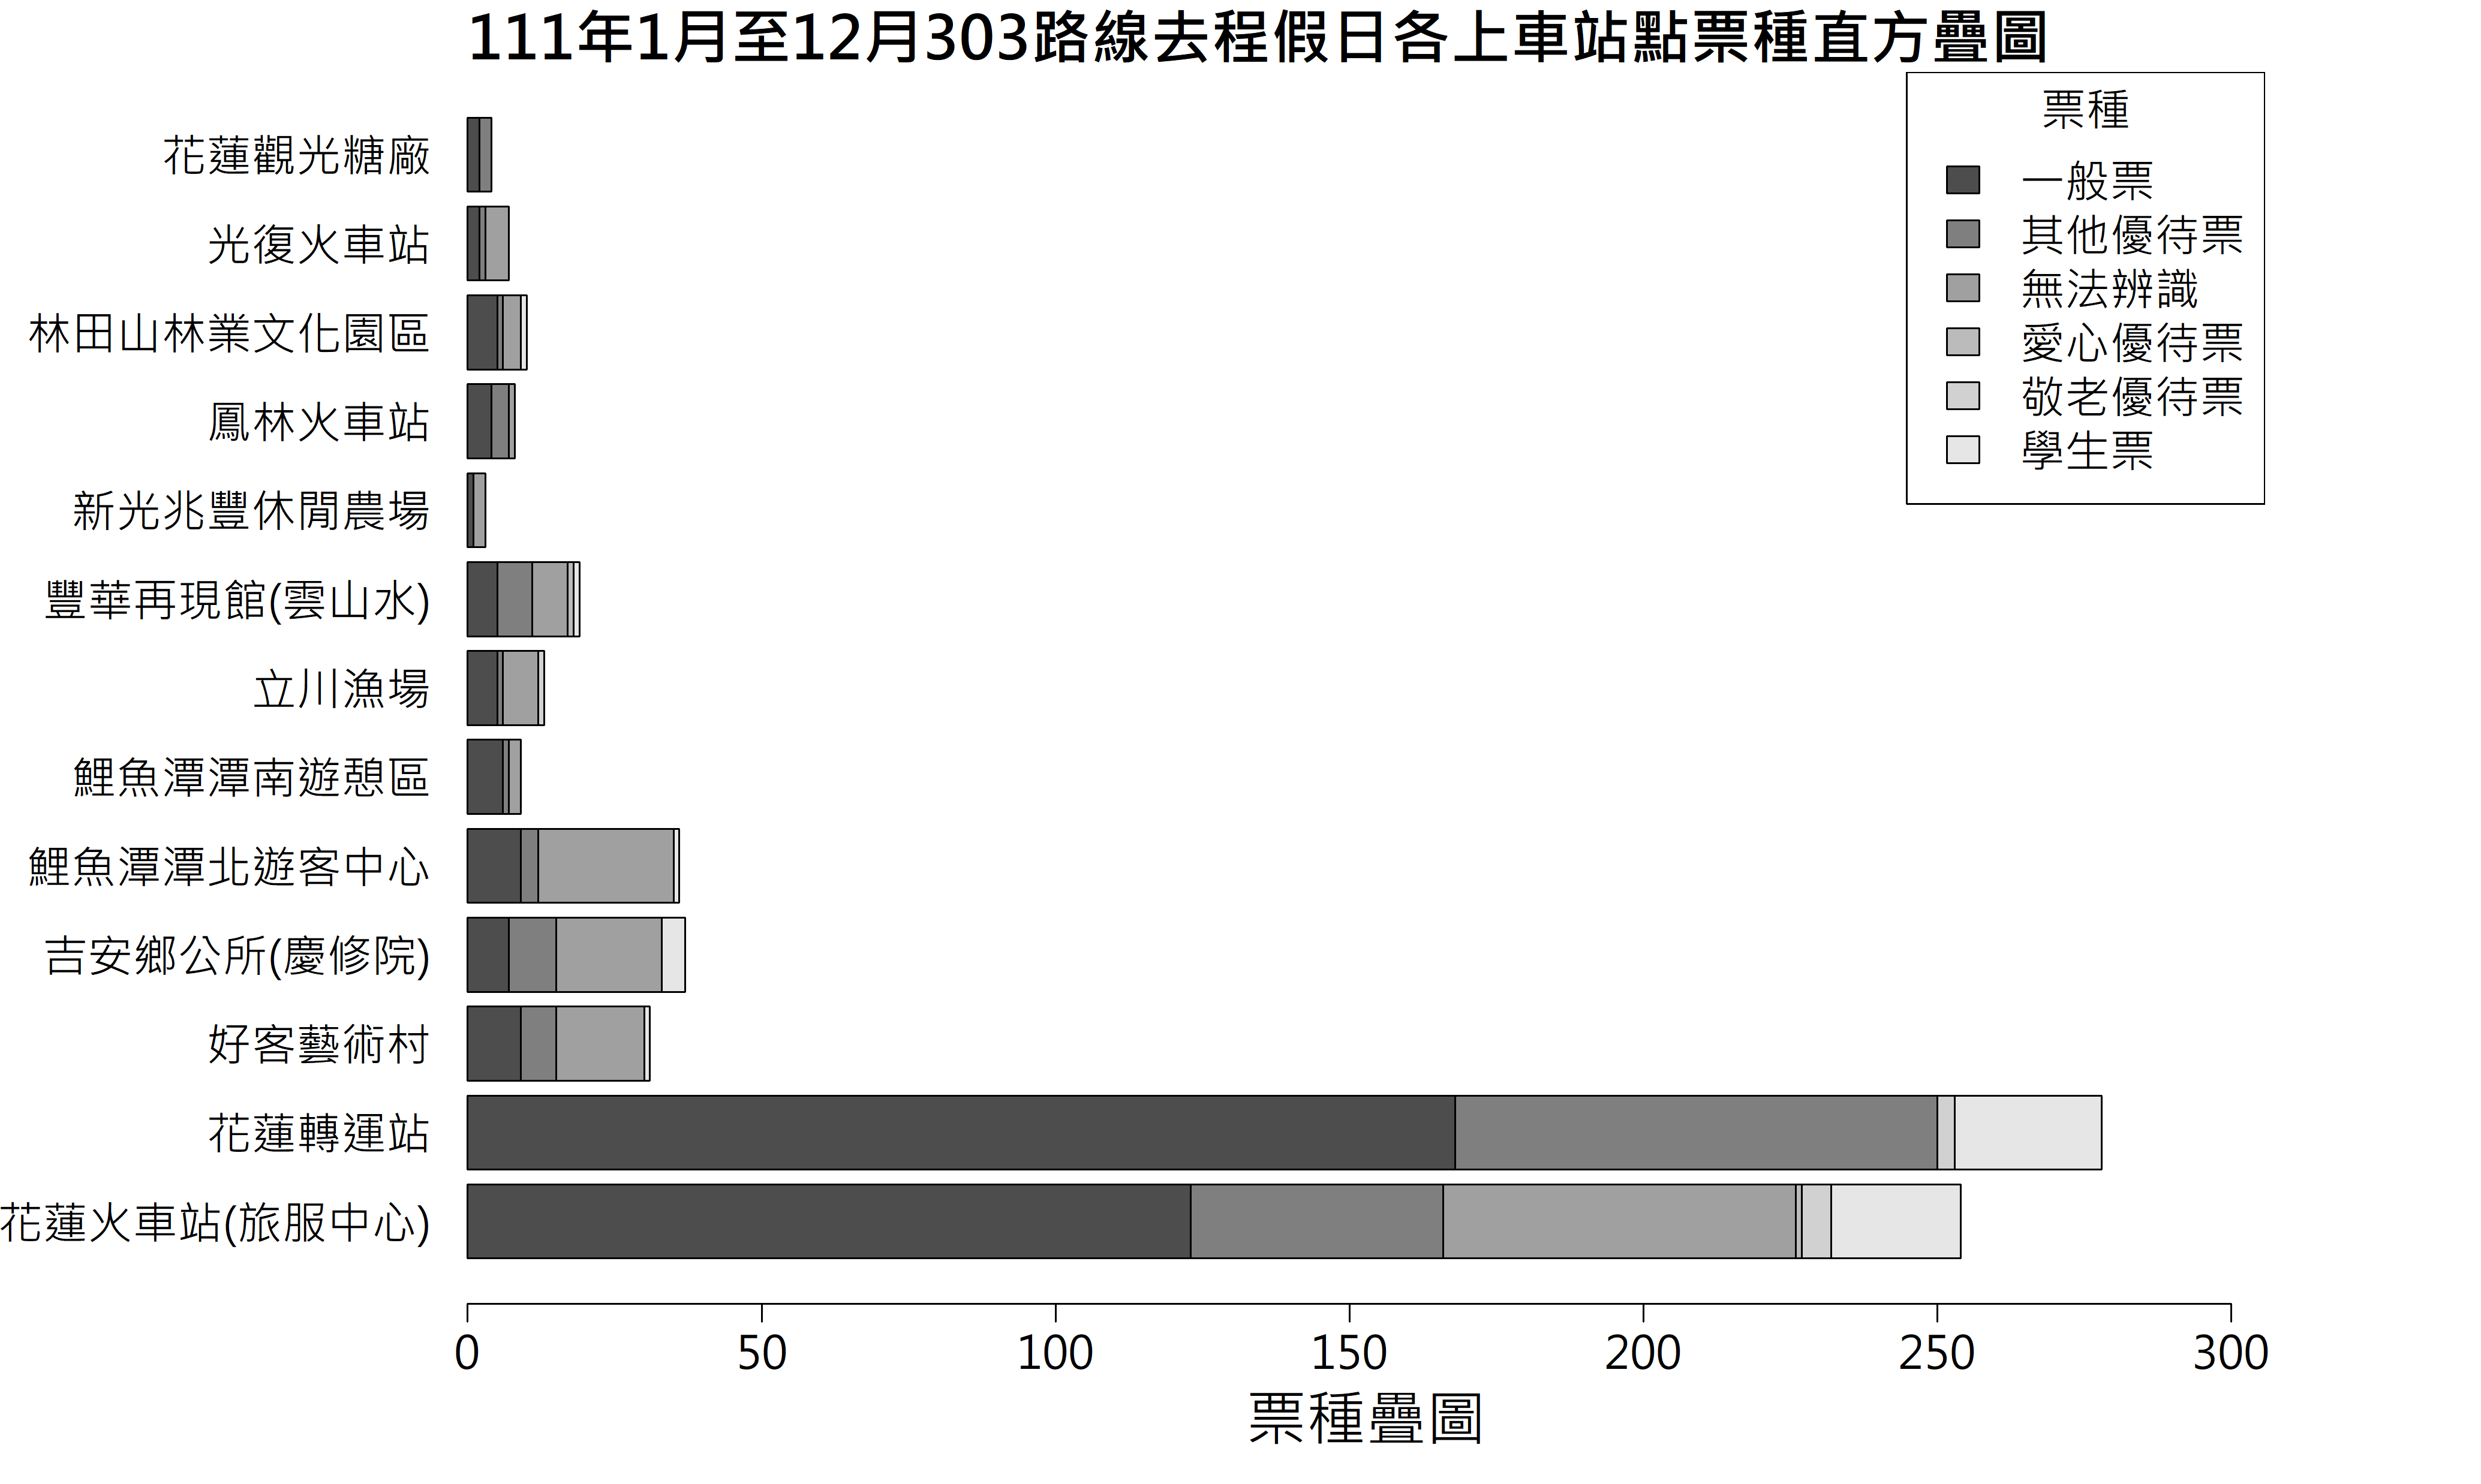 111年1月至12月303路線去程假日各上車站點票種直方疊圖
票種
一般票
其他優待票
無法辨識
愛心優待票
敬老優待票
學生票
花蓮觀光糖廠
光復火車站
林田山林業文化園區
鳳林火車站
新光兆豐休閒農場
豐華再現館(雲山水)
立川漁場
鯉魚潭潭南遊憩區
鯉魚潭潭北遊客中心
吉安鄉公所(慶修院)
好客藝術村
花蓮轉運站
花蓮火車站(旅服中心)
0 50 100 150 200 250 300
票種疊圖